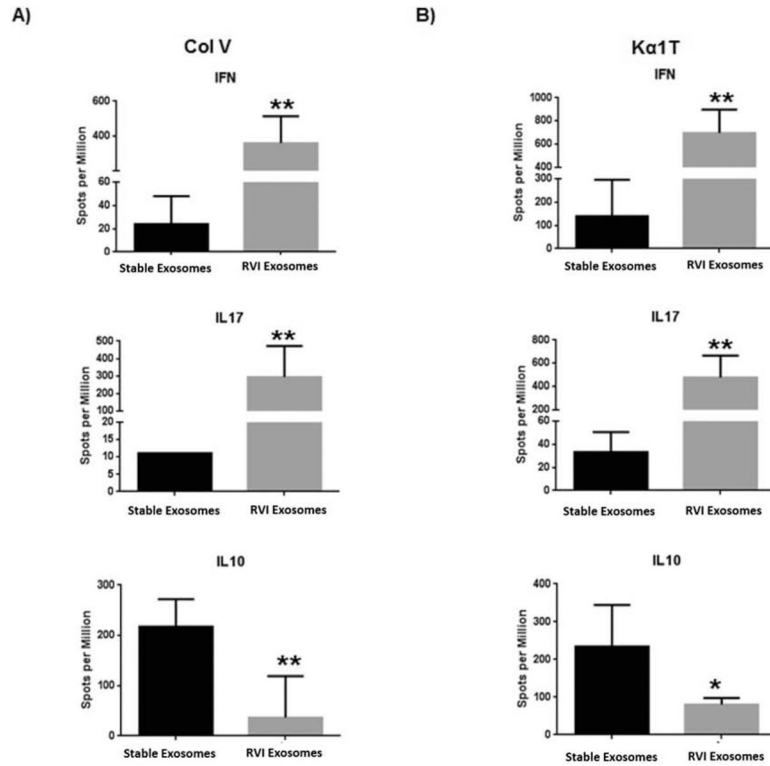 A)
Col V
IFN
Spots per Million
600
400
60
40
20
0
**
Stable Exosomes
RVI Exosomes
IL17
Spots per Million
500
400
300
200
100
20
15
10
5
0
**
Stable Exosomes
RVI Exosomes
IL10
Spots per Million
300
200
100
0
**
Stable Exosomes
RVI Exosomes
B)
Kα1T
IFN
Spots per Million
1000
800
600
400
300
200
100
0
**
Stable Exosomes
RVI Exosomes
IL17
Spots per Million
800
600
400
200
60
40
20
0
**
Stable Exosomes
RVI Exosomes
IL10
Spots per Million
400
300
200
100
0
*
Stable Exosomes
RVI Exosomes